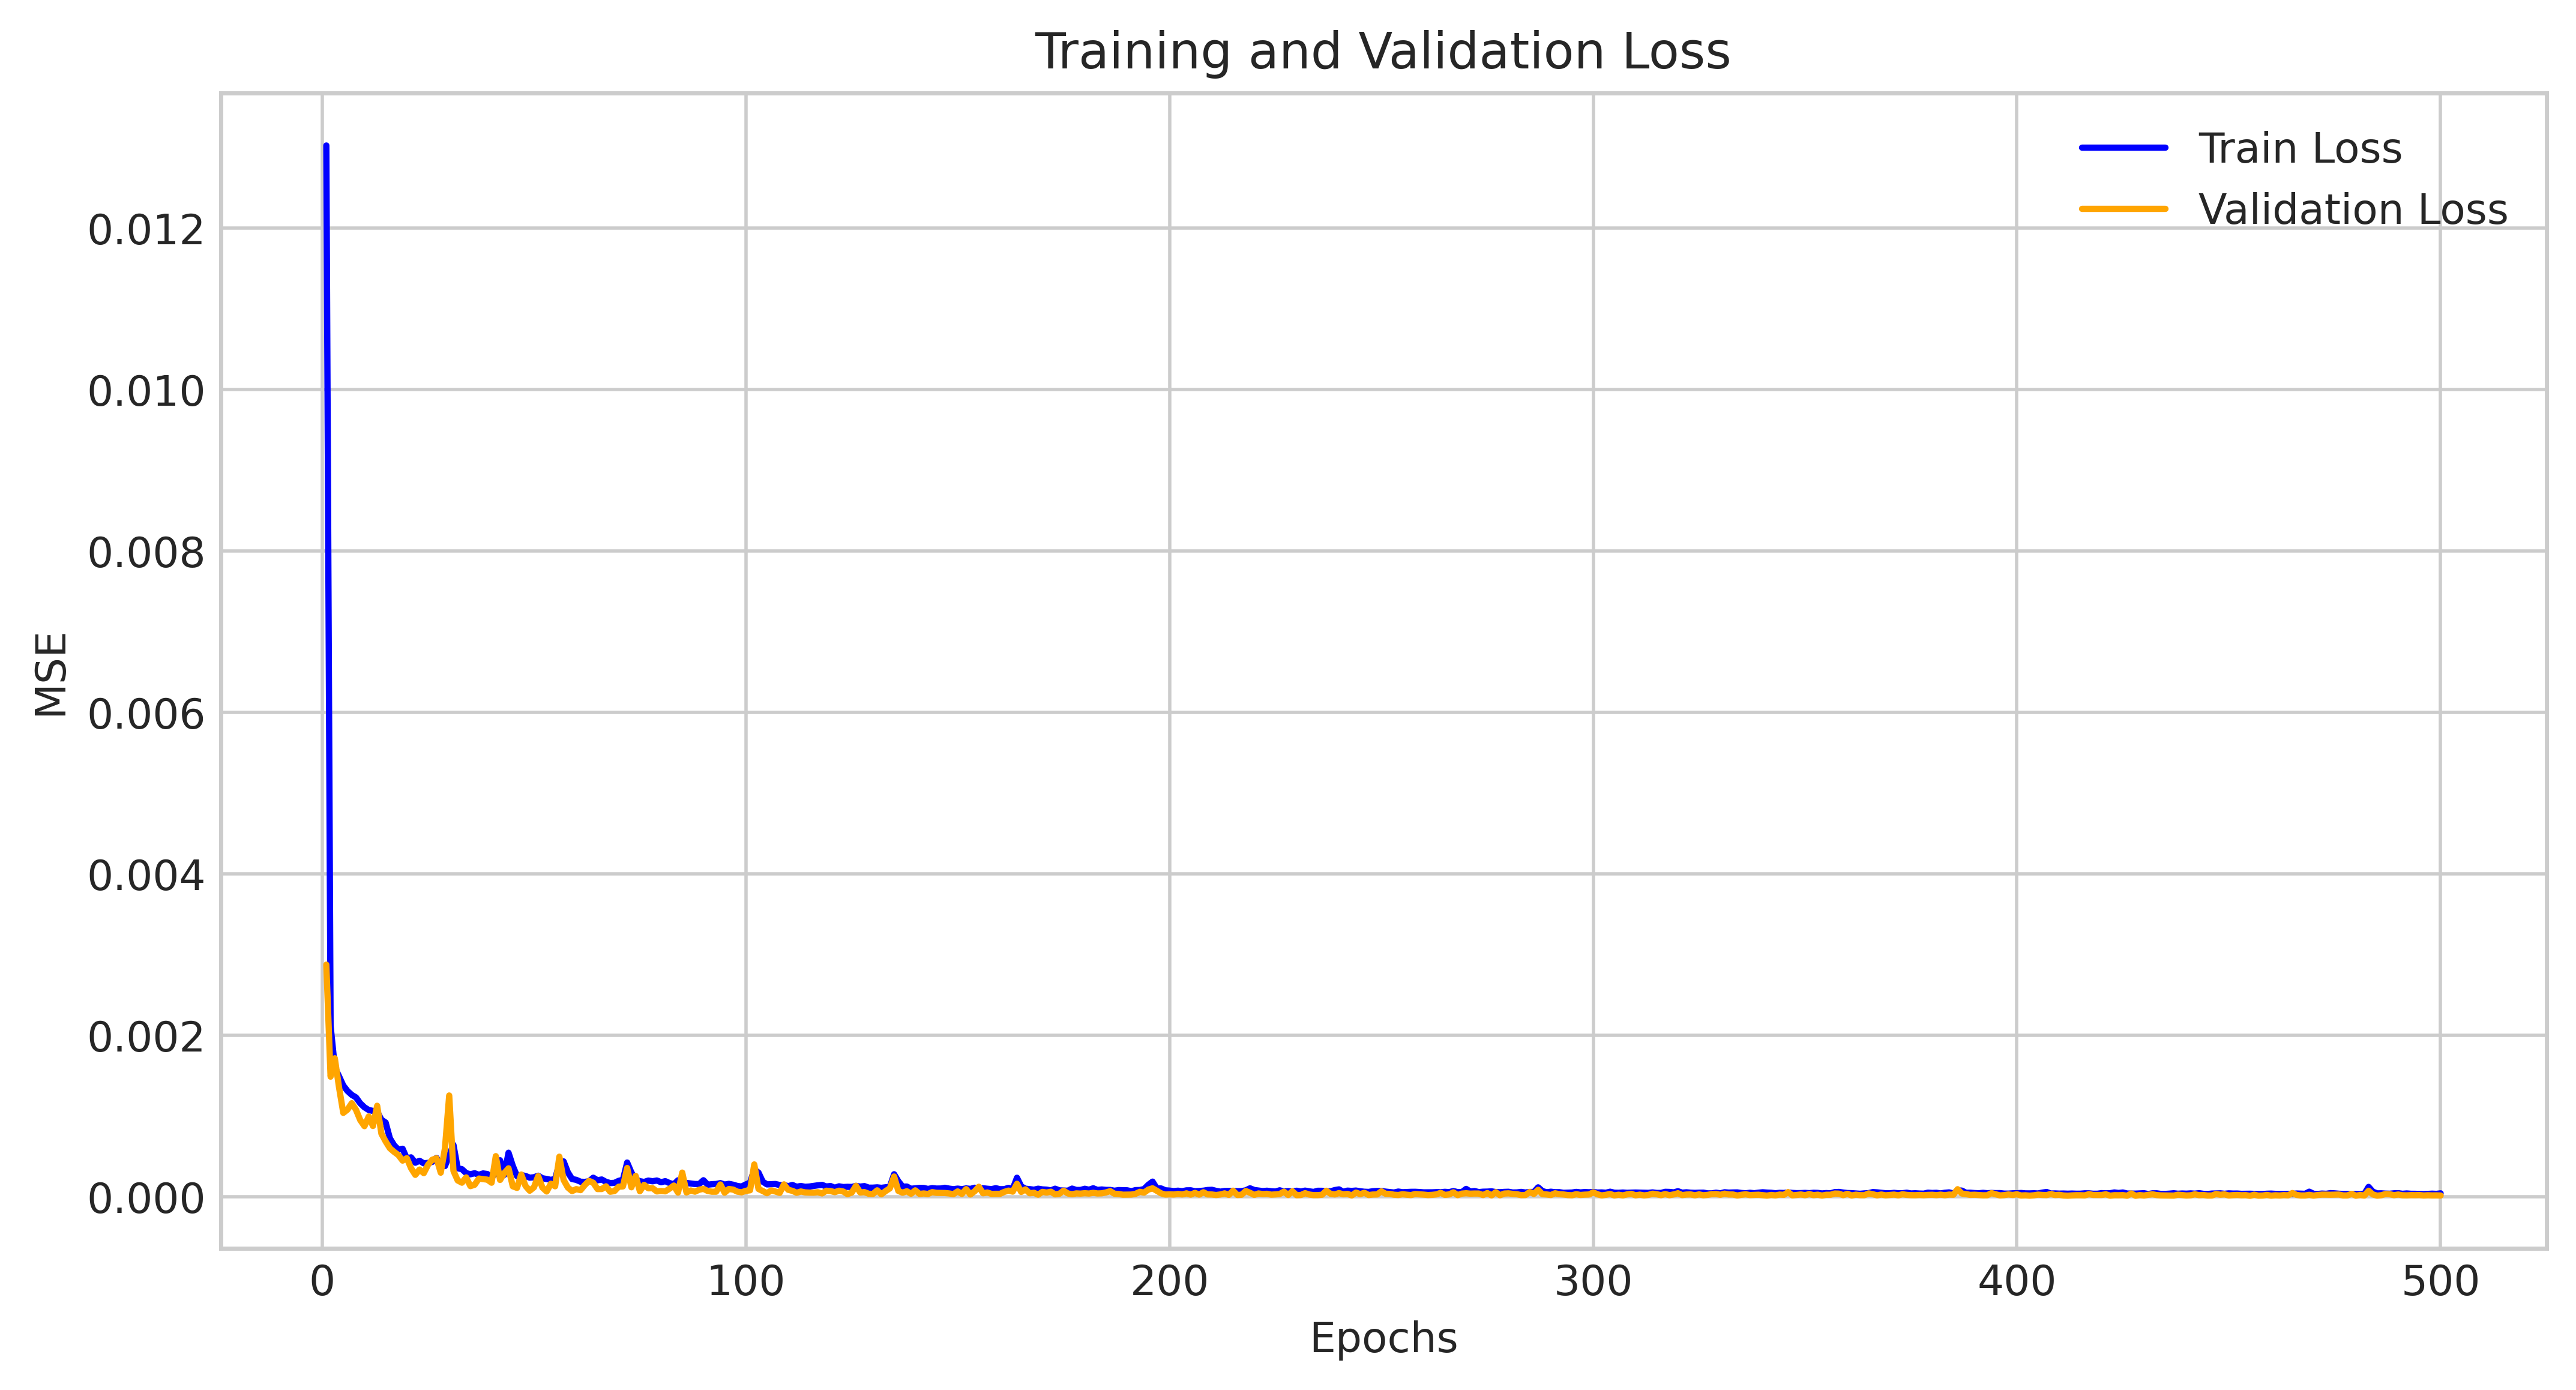 Training and Validation Loss
Train Loss
Validation Loss
0.012
0.010
0.008
0.006
0.004
0.002
0.000
MSE
0 100 200 300 400 500
Epochs